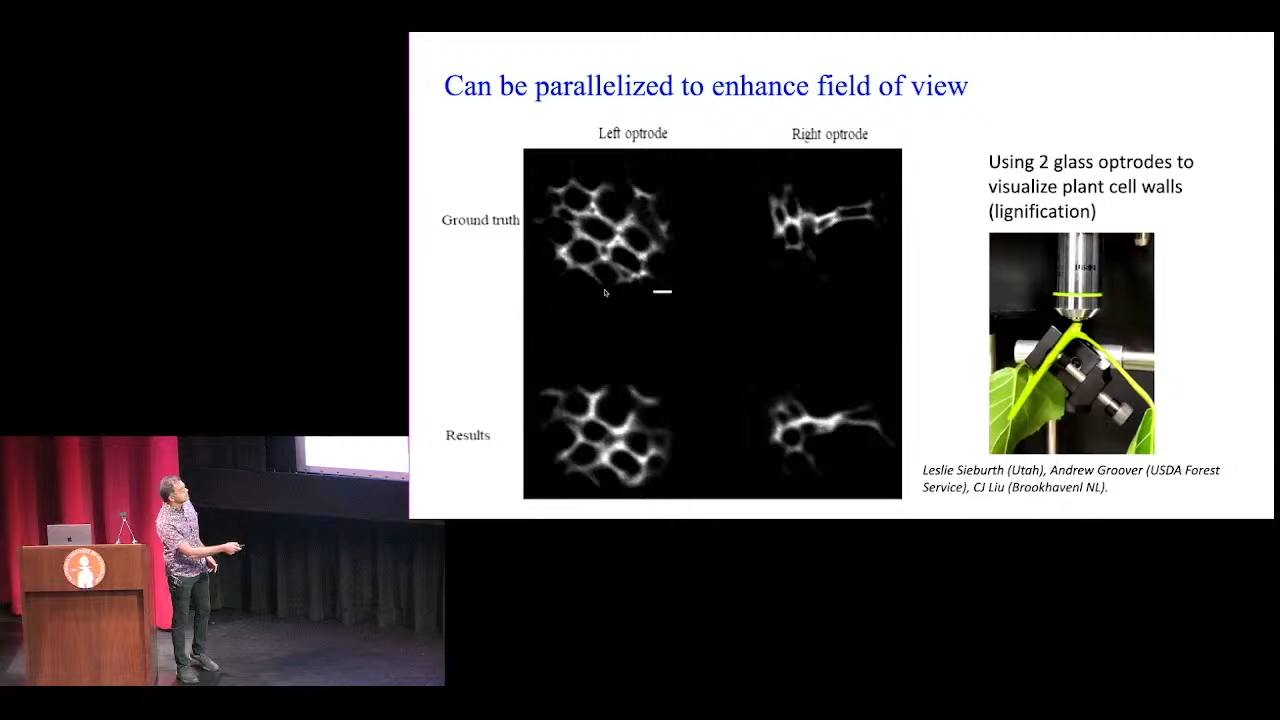 Can be parallelized to enhance field of view
Left optrode
Right optrode
Ground truth
Results
Using 2 glass optrodes to
visualize plant cell walls
(lignification)
Leslie Sieburth (Utah), Andrew Groover (USDA Forest
Service), CJ Liu (Brookhavenl NL).